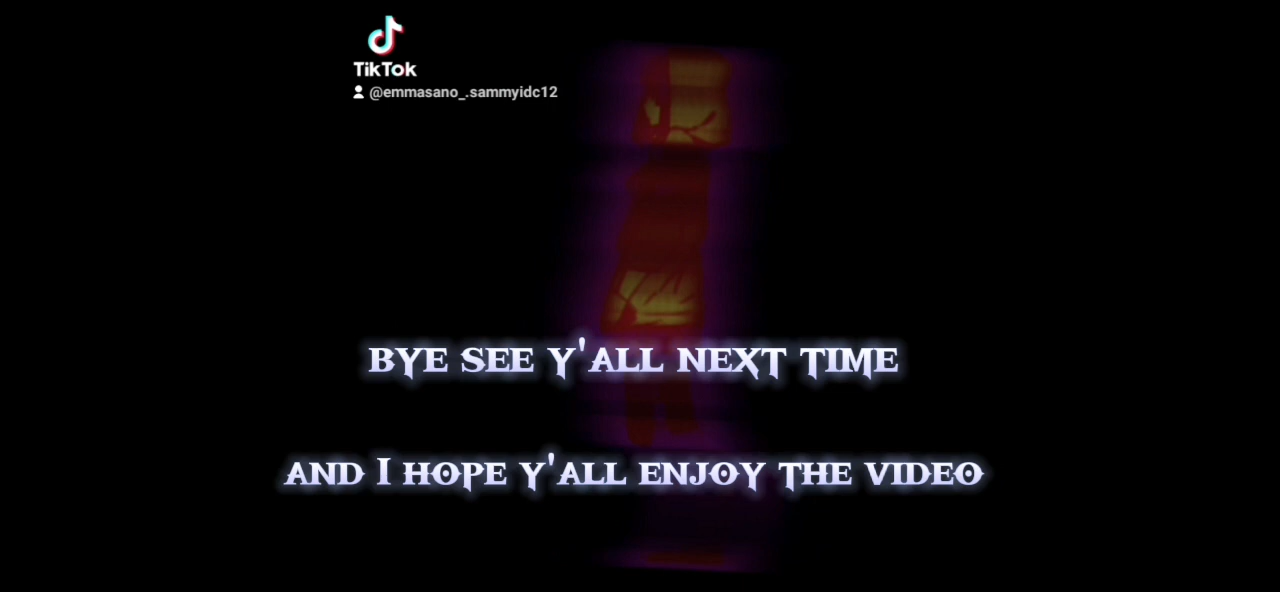 TikTok
@emmasano_.sammyidc12
BYE SEE Y'ALL NEXT TIME
AND I HOPE Y'ALL ENJOY THE VIDEO